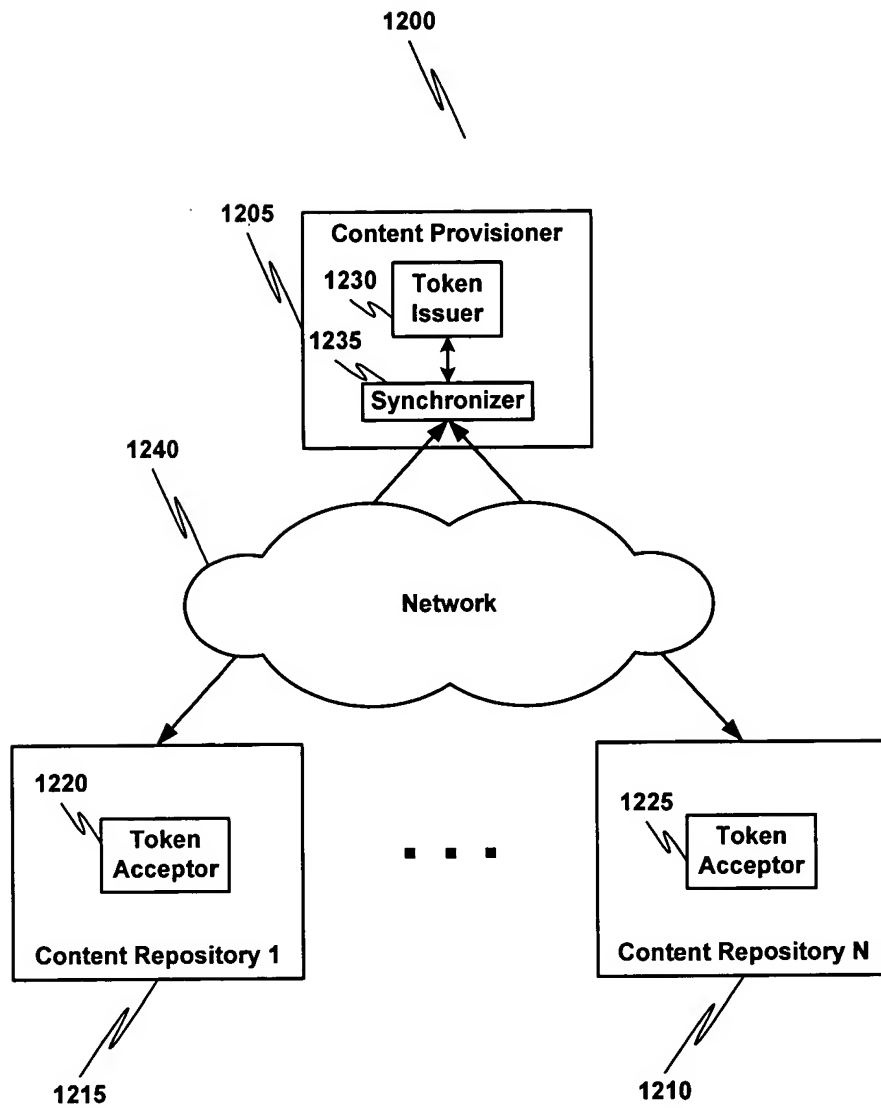 1200
1205
Content Provisioner
1230
Token
Issuer
1235
Synchronizer
1240
Network
1220
Token
Acceptor
Content Repository 1
1225
Token
Acceptor
Content Repository N
1215
1210